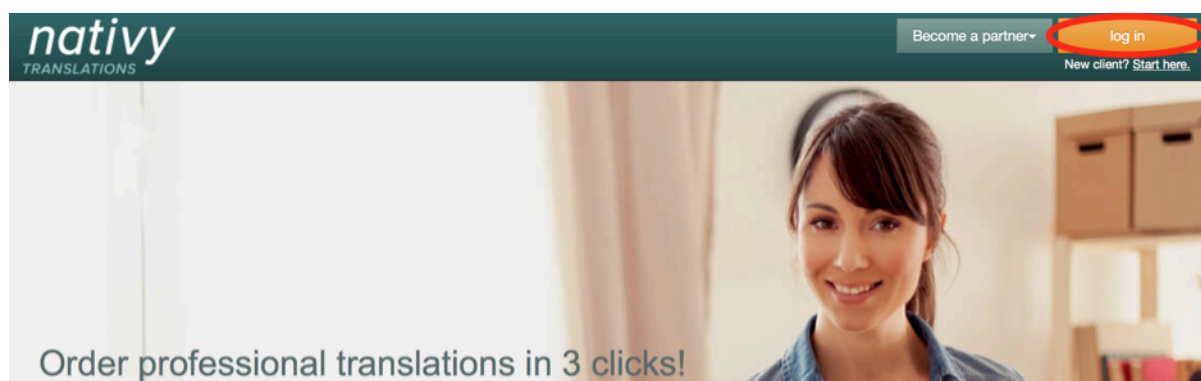 nativy
TRANSLATIONS
Become a partner
log in
New client? Start here.
Order professional translations in 3 clicks!